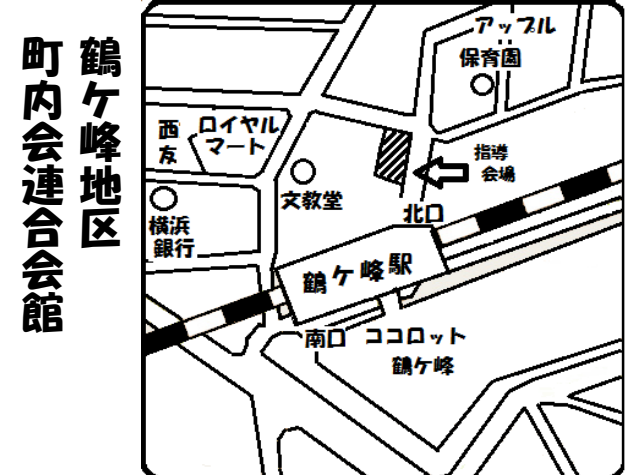 鶴ケ峰地区
町内会連合会館
アップル
保育園
西友
ロイヤル
マート
指導
会場
文教堂
横浜
銀行
北口
鶴ケ峰駅
南口
ココロット
鶴ケ峰